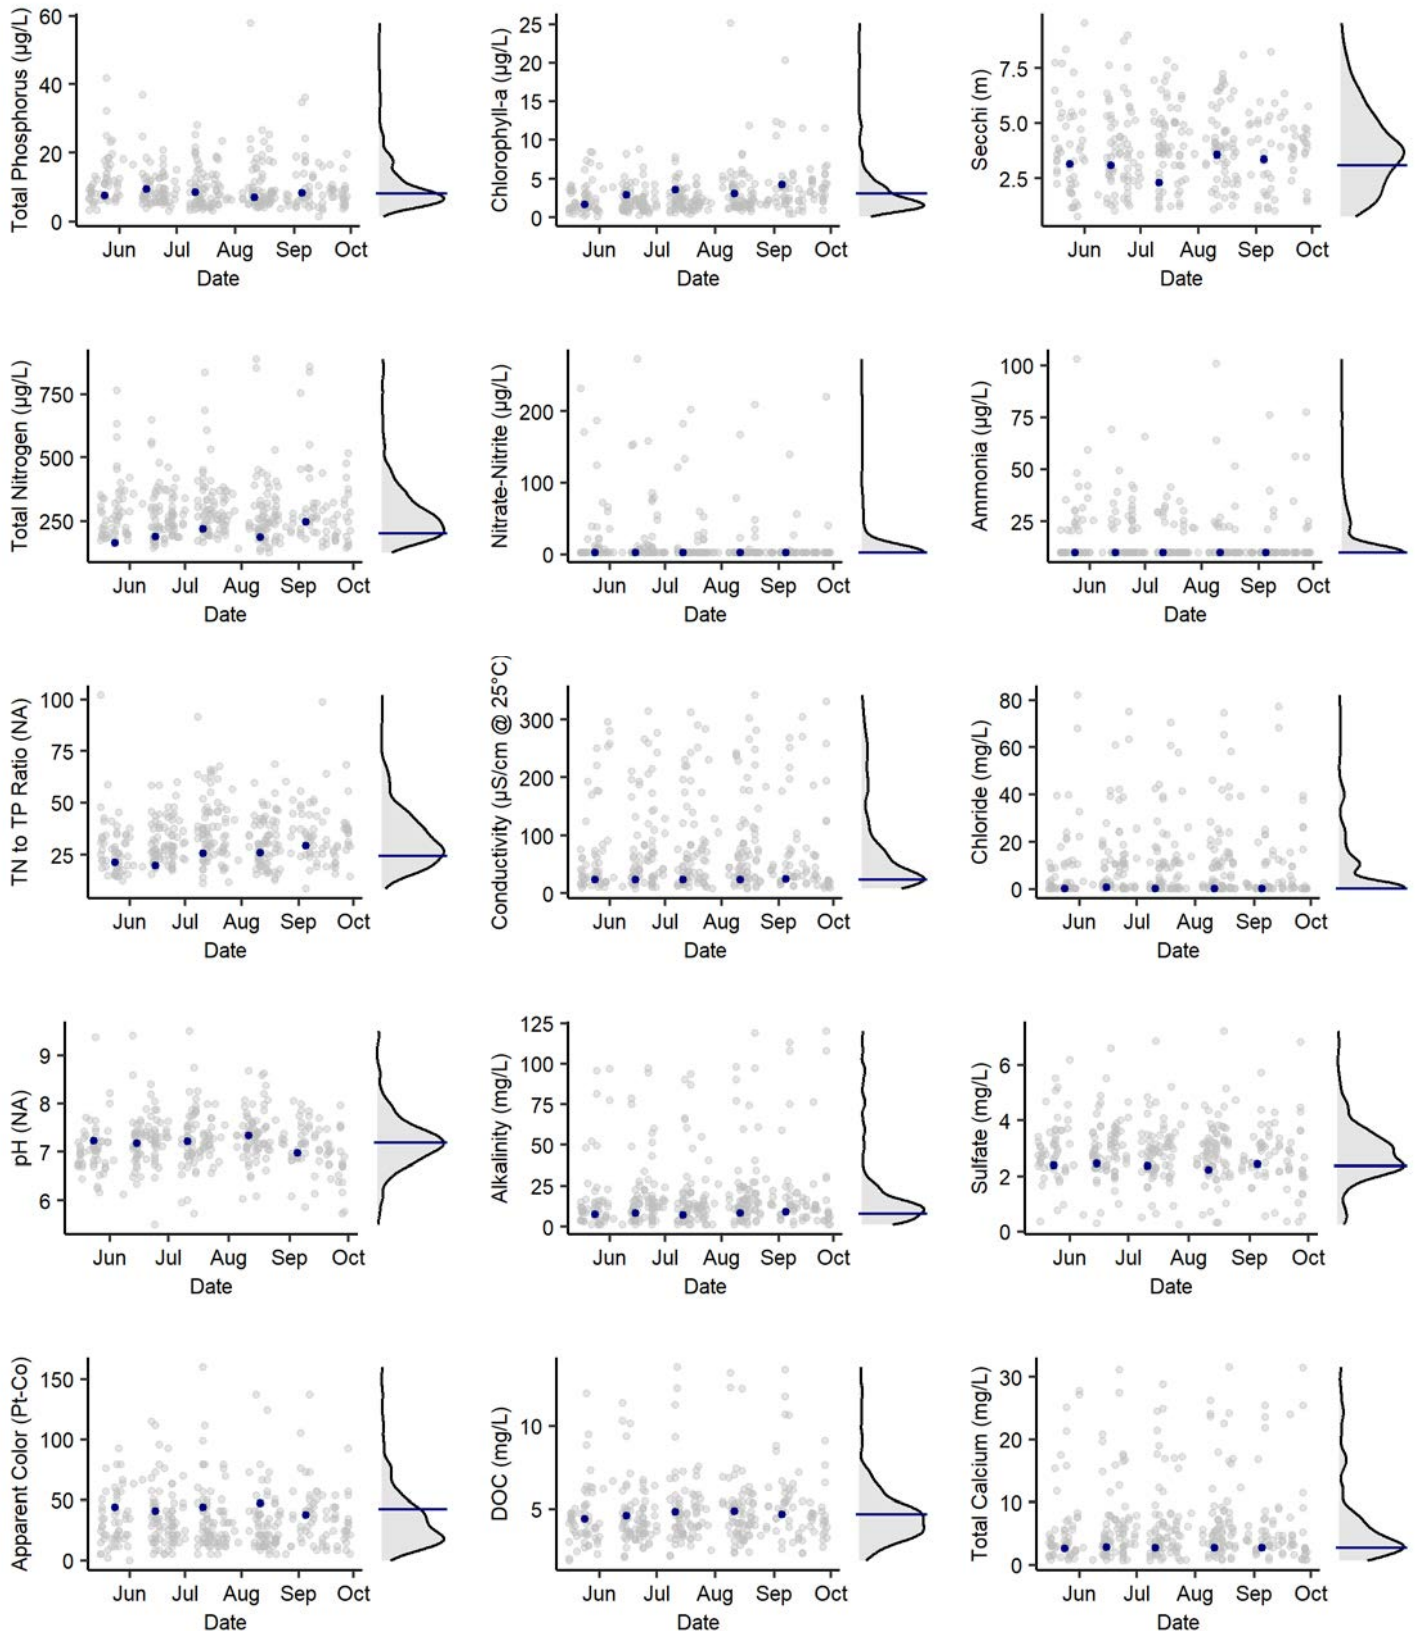 Total Phosphorus (µg/L)
60
40
20
0
Jun Jul Aug Sep Oct
Date
Chlorophyll-a (µg/L)
25
20
15
10
5
0
Jun Jul Aug Sep Oct
Date
Secchi (m)
7.5
5.0
2.5
Jun Jul Aug Sep Oct
Date
Total Nitrogen (µg/L)
750
500
250
Jun Jul Aug Sep Oct
Date
Nitrate-Nitrite (µg/L)
200
100
0
Jun Jul Aug Sep Oct
Date
Ammonia (µg/L)
100
75
50
25
Jun Jul Aug Sep Oct
Date
TN to TP Ratio (NA)
100
75
50
25
Jun Jul Aug Sep Oct
Date
Conductivity (µS/cm @ 25°C)
300
200
100
0
Jun Jul Aug Sep Oct
Date
Chloride (mg/L)
80
60
40
20
0
Jun Jul Aug Sep Oct
Date
pH (NA)
9
8
7
6
Jun Jul Aug Sep Oct
Date
Alkalinity (mg/L)
125
100
75
50
25
0
Jun Jul Aug Sep Oct
Date
Sulfate (mg/L)
6
4
2
0
Jun Jul Aug Sep Oct
Date
Apparent Color (Pt-Co)
150
100
50
0
Jun Jul Aug Sep Oct
Date
DOC (mg/L)
10
5
Jun Jul Aug Sep Oct
Date
Total Calcium (mg/L)
30
20
10
0
Jun Jul Aug Sep Oct
Date